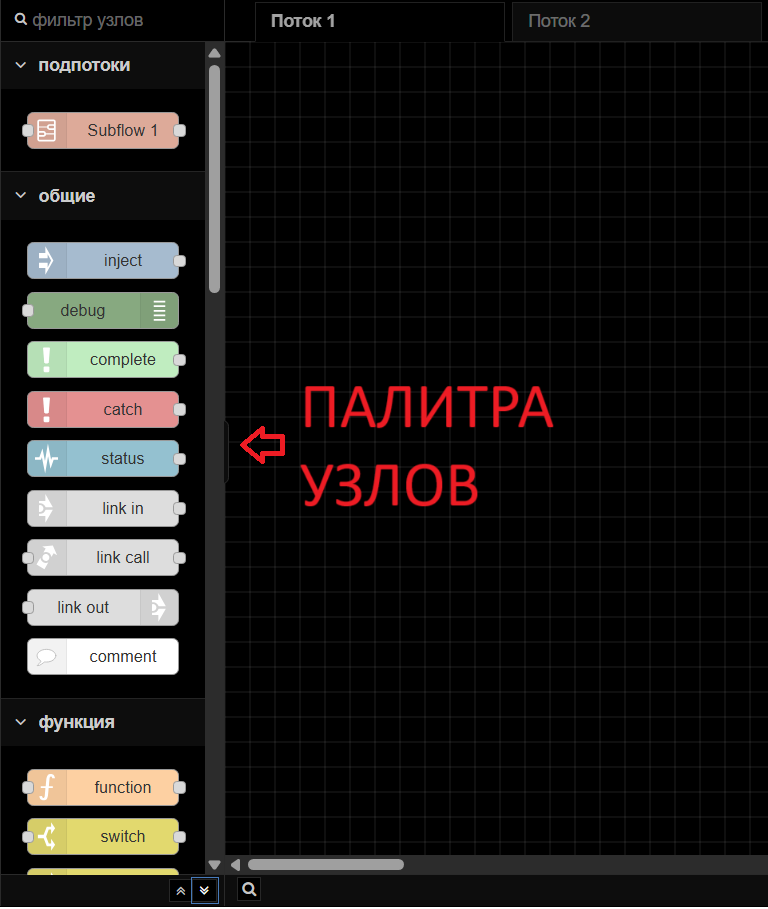 фильтр узлов
Поток 1
Поток 2
подпотоки
Subflow 1
общие
inject
debug
complete
catch
status
link in
link call
link out
comment
функция
function
switch
ПАЛИТРА
УЗЛОВ